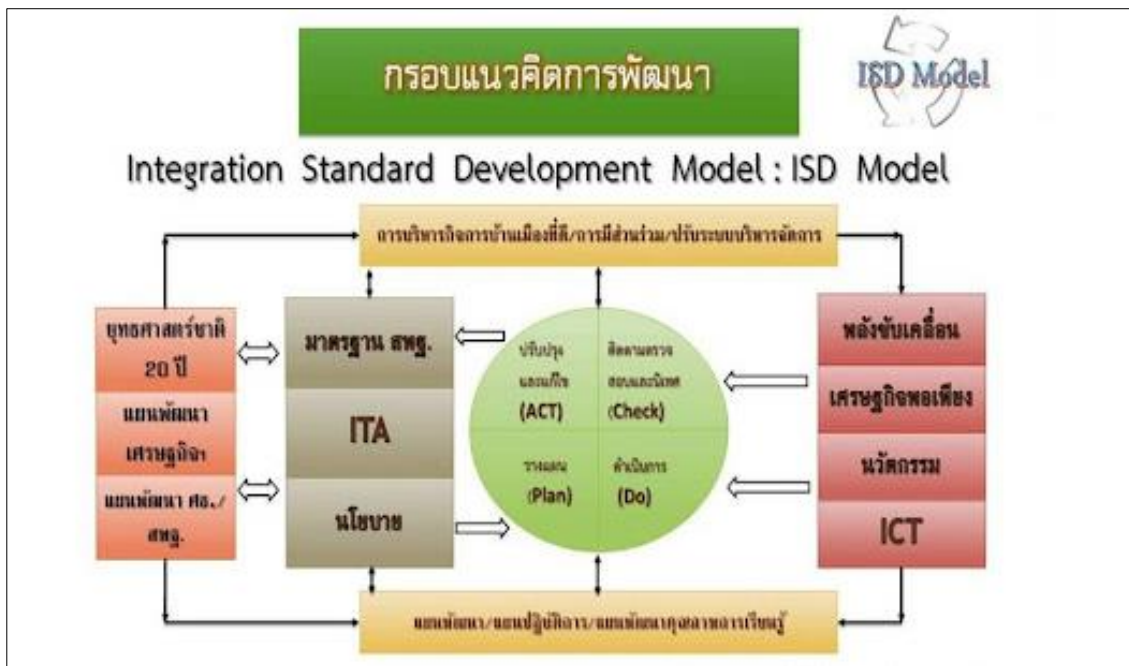 กรอบแนวคิดการพัฒนา
ISD Model
Integration Standard Development Model : ISD Model
การบริหารกิจการบ้านเมืองที่ดี/การมีส่วนร่วม/ปรับระบบบริหารจัดการ
ยุทธศาสตร์ชาติ
20 ปี
แผนพัฒนา
เศรษฐกิจฯ
แผนพัฒนา ศธ./
สพฐ.
มาตรฐาน สพฐ.
ITA
นโยบาย
ปรับปรุง
และแก้ไข
(ACT)
ติดตามตรวจ
สอบและนิเทศ
(Check)
วางแผน
(Plan)
ดำเนินการ
(Do)
พลังขับเคลื่อน
เศรษฐกิจพอเพียง
นวัตกรรม
ICT
แผนพัฒนา/แผนปฏิบัติการ/แผนพัฒนาคุณภาพการเรียนรู้